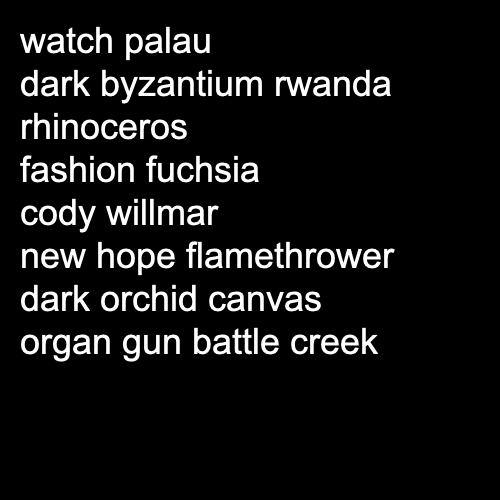 watch palau
dark byzantium rwanda
rhinoceros
fashion fuchsia
cody willmar
new hope flamethrower
dark orchid canvas
organ gun battle creek